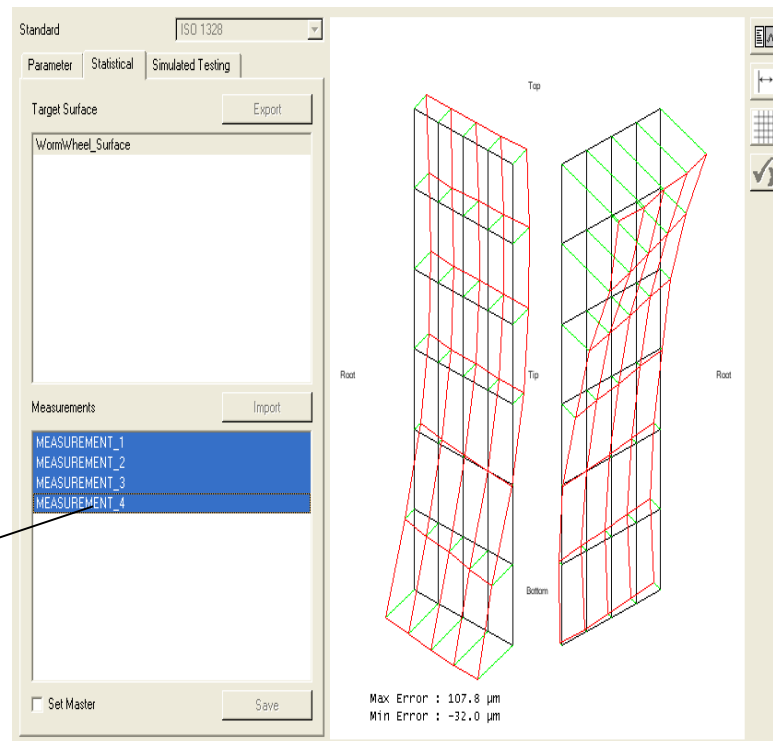 Standard
ISO 1328
Parameter
Statistical
Simulated Testing
Target Surface
Export
WormWheel_Surface
Measurements
Import
MEASUREMENT_1
MEASUREMENT_2
MEASUREMENT_3
MEASUREMENT_4
Set Master
Save
Top
Root
Tip
Root
Bottom
Max Error : 107.8 µm
Min Error : -32.0 µm